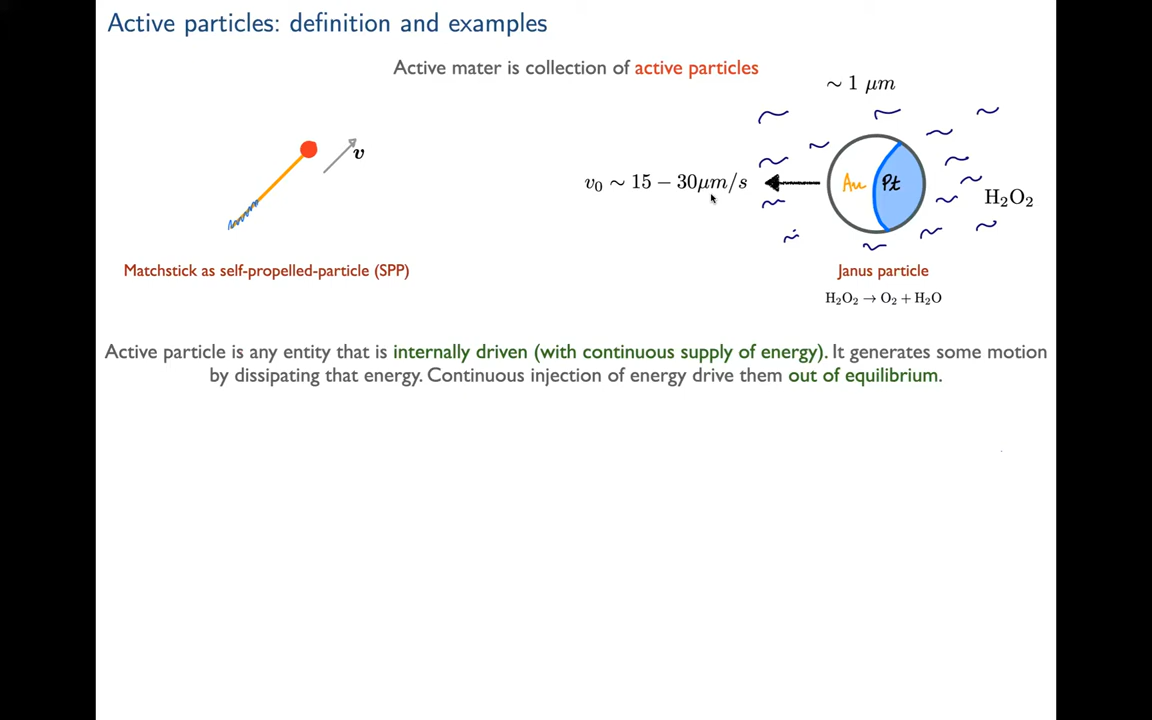 Active particles: definition and examples
Active mater is collection of active particles
∼ 1 μm
v
v₀ ∼ 15 − 30μm/s
Au
Pt
H₂O₂
Matchstick as self-propelled-particle (SPP)
Janus particle
H₂O₂ → O₂ + H₂O
Active particle is any entity that is internally driven (with continuous supply of energy). It generates some motion
by dissipating that energy. Continuous injection of energy drive them out of equilibrium.